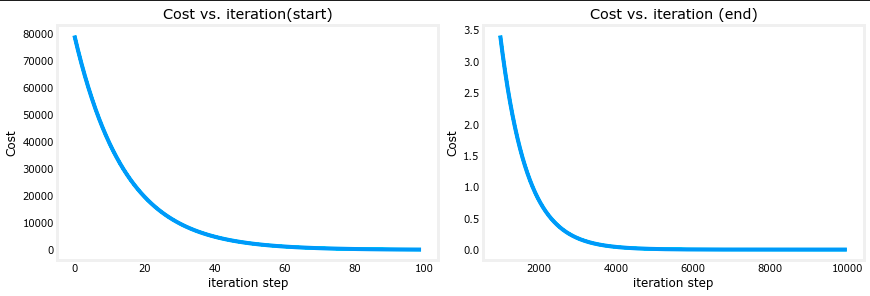 Cost vs. iteration(start)
80000
70000
60000
50000
40000
30000
20000
10000
0
Cost
0 20 40 60 80 100
iteration step
Cost vs. iteration (end)
3.5
3.0
2.5
2.0
1.5
1.0
0.5
0.0
Cost
2000 4000 6000 8000 10000
iteration step